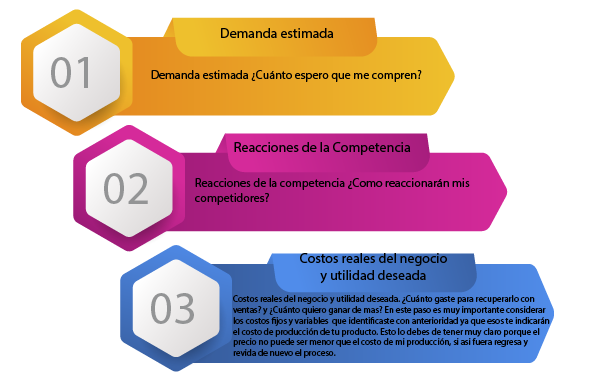 01
Demanda estimada
Demanda estimada ¿Cuánto espero que me compren?
02
Reacciones de la Competencia
Reacciones de la competencia ¿Como reaccionarán mis
competidores?
03
Costos reales del negocio
y utilidad deseada
Costos reales del negocio y utilidad deseada. ¿Cuánto gaste para recuperarlo con
ventas? y ¿Cuánto quiero ganar de mas? En este paso es muy importante considerar
los costos fijos y variables que identificaste con anterioridad ya que esos te indicarán
el costo de producción de tu producto. Esto lo debes de tener muy claro porque el
precio no puede ser menor que el costo de mi producción, si asi fuera regresa y
revida de nuevo el proceso.